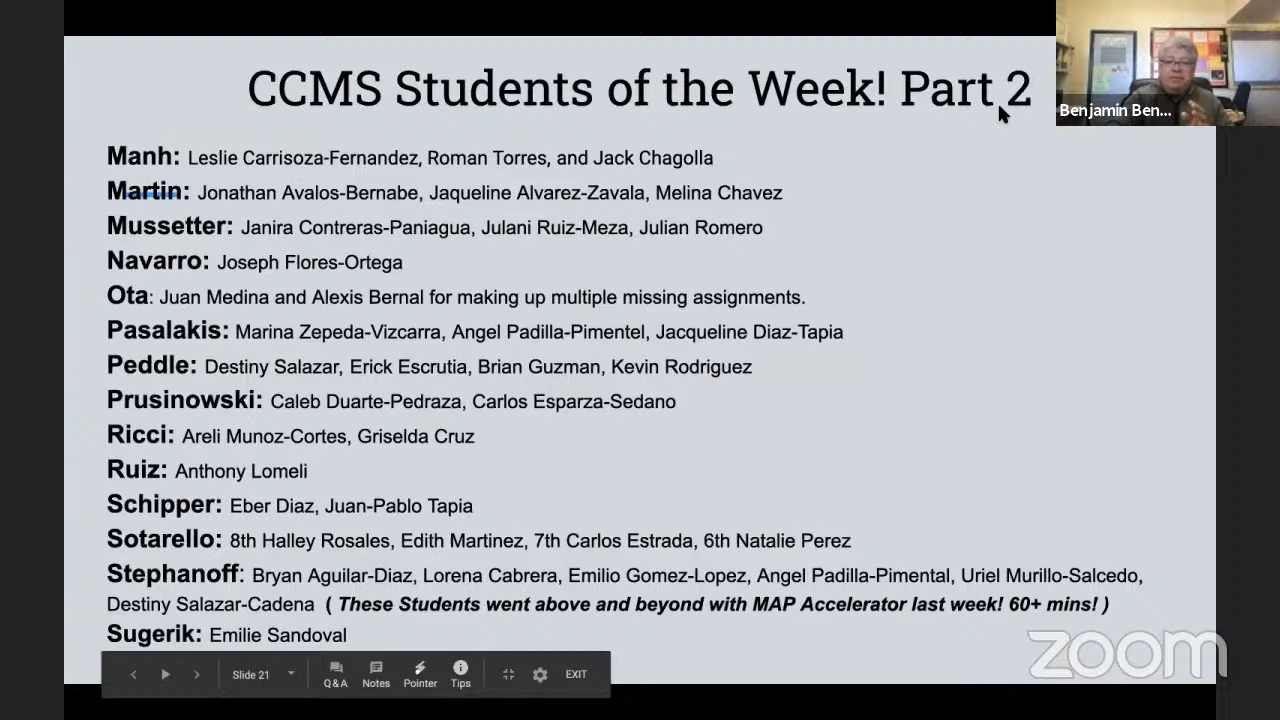 CCMS Students of the Week! Part 2
Benjamin Ben...
Manh: Leslie Carrisoza-Fernandez, Roman Torres, and Jack Chagolla
Martin: Jonathan Avalos-Bernabe, Jaqueline Alvarez-Zavala, Melina Chavez
Mussetter: Janira Contreras-Paniagua, Julani Ruiz-Meza, Julian Romero
Navarro: Joseph Flores-Ortega
Ota: Juan Medina and Alexis Bernal for making up multiple missing assignments.
Pasalakis: Marina Zepeda-Vizcarra, Angel Padilla-Pimentel, Jacqueline Diaz-Tapia
Peddle: Destiny Salazar, Erick Escrutia, Brian Guzman, Kevin Rodriguez
Prusinowski: Caleb Duarte-Pedraza, Carlos Esparza-Sedano
Ricci: Areli Munoz-Cortes, Griselda Cruz
Ruiz: Anthony Lomeli
Schipper: Eber Diaz, Juan-Pablo Tapia
Sotarello: 8th Halley Rosales, Edith Martinez, 7th Carlos Estrada, 6th Natalie Perez
Stephanoff: Bryan Aguilar-Diaz, Lorena Cabrera, Emilio Gomez-Lopez, Angel Padilla-Pimental, Uriel Murillo-Salcedo,
Destiny Salazar-Cadena ( These Students went above and beyond with MAP Accelerator last week! 60+ mins! )
Sugerik: Emilie Sandoval
zoom
Slide 21 Q&A Notes Pointer Tips EXIT